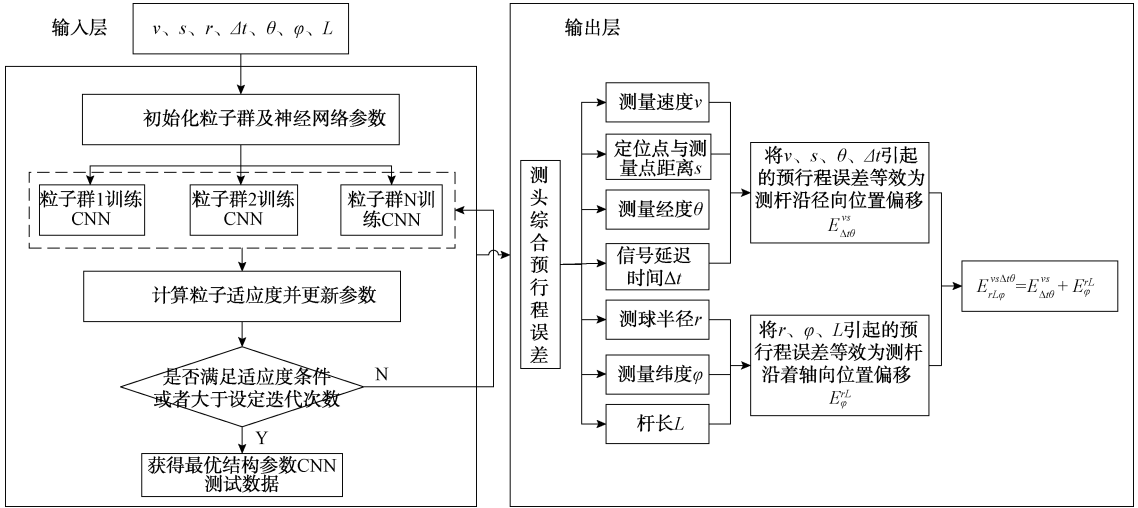 输入层
v、s、r、Δt、θ、φ、L
初始化粒子群及神经网络参数
粒子群1训练
CNN
粒子群2训练
CNN
粒子群N训
练CNN
计算粒子适应度并更新参数
是否满足适应度条件
或者大于设定迭代次数
N
Y
获得最优结构参数CNN
测试数据
输出层
测头综合预行程误差
测量速度v
定位点与测
量点距离s
测量经度θ
信号延迟
时间Δt
测球半径r
测量纬度φ
杆长L
将v、s、θ、Δt引起
的预行程误差等效为
测杆沿径向位置偏移
E^{vs}_{Δtθ}
将r、φ、L引起的预
行程误差等效为测杆
沿着轴向位置偏移
E^{rL}_{φ}
E^{vsΔtθ}_{rLφ}=E^{vs}_{Δtθ}+E^{rL}_{φ}